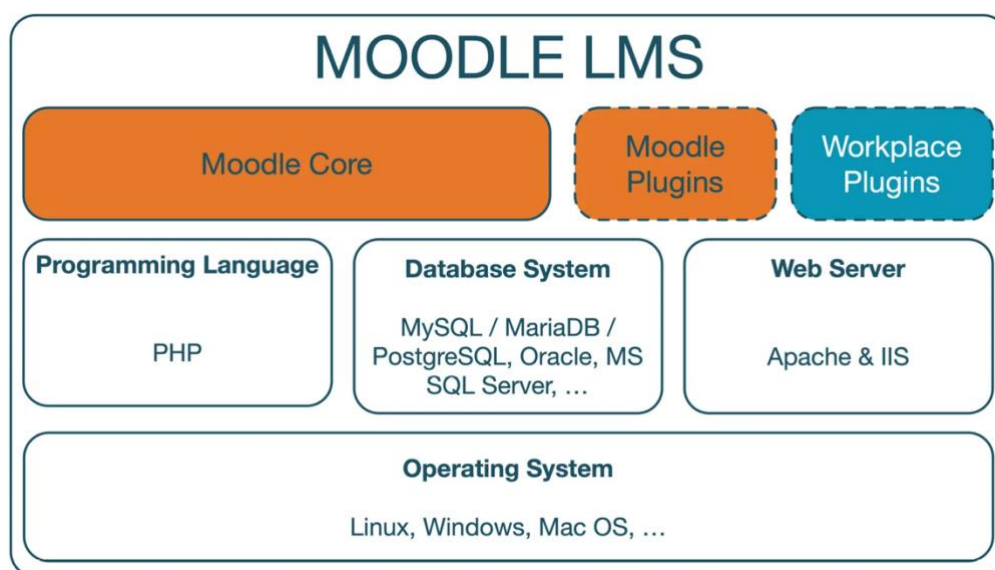 MOODLE LMS
Moodle Core
Moodle
Plugins
Workplace
Plugins
Programming Language
PHP
Database System
MySQL / MariaDB /
PostgreSQL, Oracle, MS
SQL Server, …
Web Server
Apache & IIS
Operating System
Linux, Windows, Mac OS, …